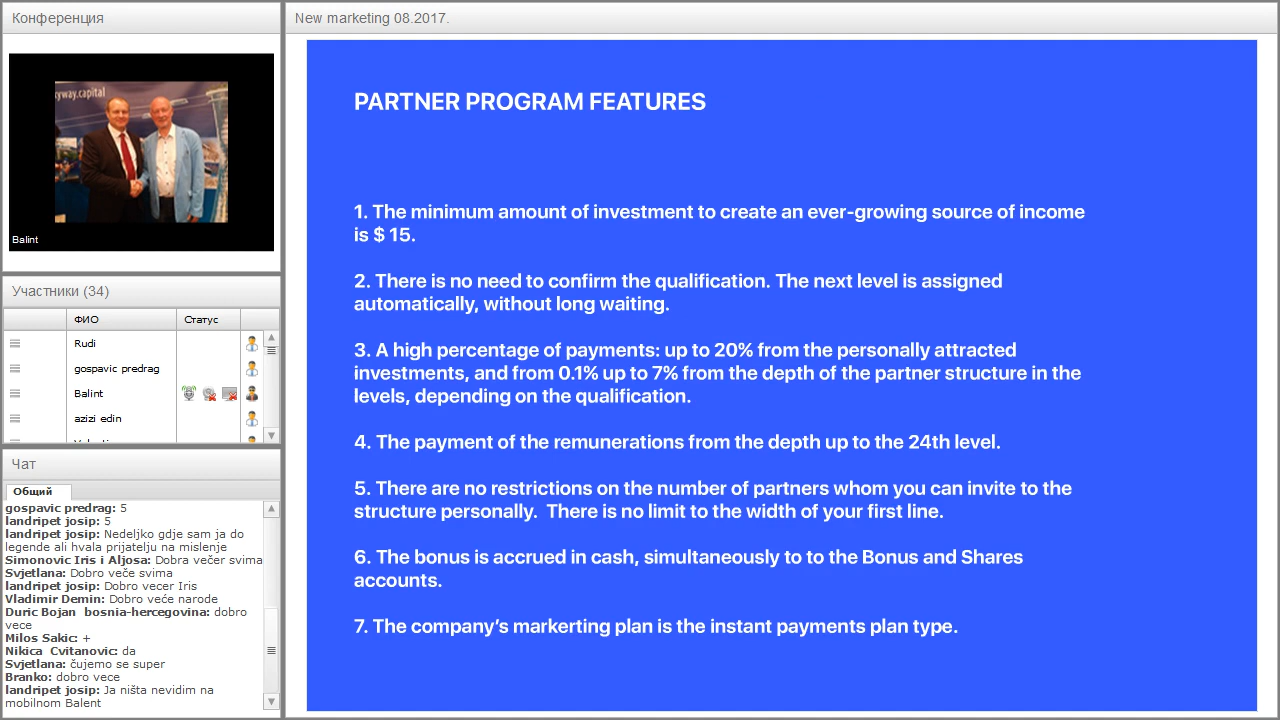 Конференция
kyway.capital
Balint
Участники (34)
ФИО Статус
Rudi
gospavic predrag
Balint
azizi edin
Чат
Общий
gospavic predrag: 5
landripet josip: 5
landripet josip: Nedeljko gdje sam ja do
legende ali hvala prijatelju na mislenje
Simonovic Iris i Aljosa: Dobra večer svima
Svjetlana: Dobro veče svima
landripet josip: Dobro vecer Iris
Vladimir Demin: Dobro veće narode
Duric Bojan bosnia-hercegovina: dobro
vece
Milos Sakic: +
Nikica Cvitanovic: da
Svjetlana: čujemo se super
Branko: dobro vece
landripet josip: Ja ništa nevidim na
mobilnom Balent
New marketing 08.2017.
PARTNER PROGRAM FEATURES
1. The minimum amount of investment to create an ever-growing source of income
is $ 15.
2. There is no need to confirm the qualification. The next level is assigned
automatically, without long waiting.
3. A high percentage of payments: up to 20% from the personally attracted
investments, and from 0.1% up to 7% from the depth of the partner structure in the
levels, depending on the qualification.
4. The payment of the remunerations from the depth up to the 24th level.
5. There are no restrictions on the number of partners whom you can invite to the
structure personally.  There is no limit to the width of your first line.
6. The bonus is accrued in cash, simultaneously to to the Bonus and Shares
accounts.
7. The company's markerting plan is the instant payments plan type.